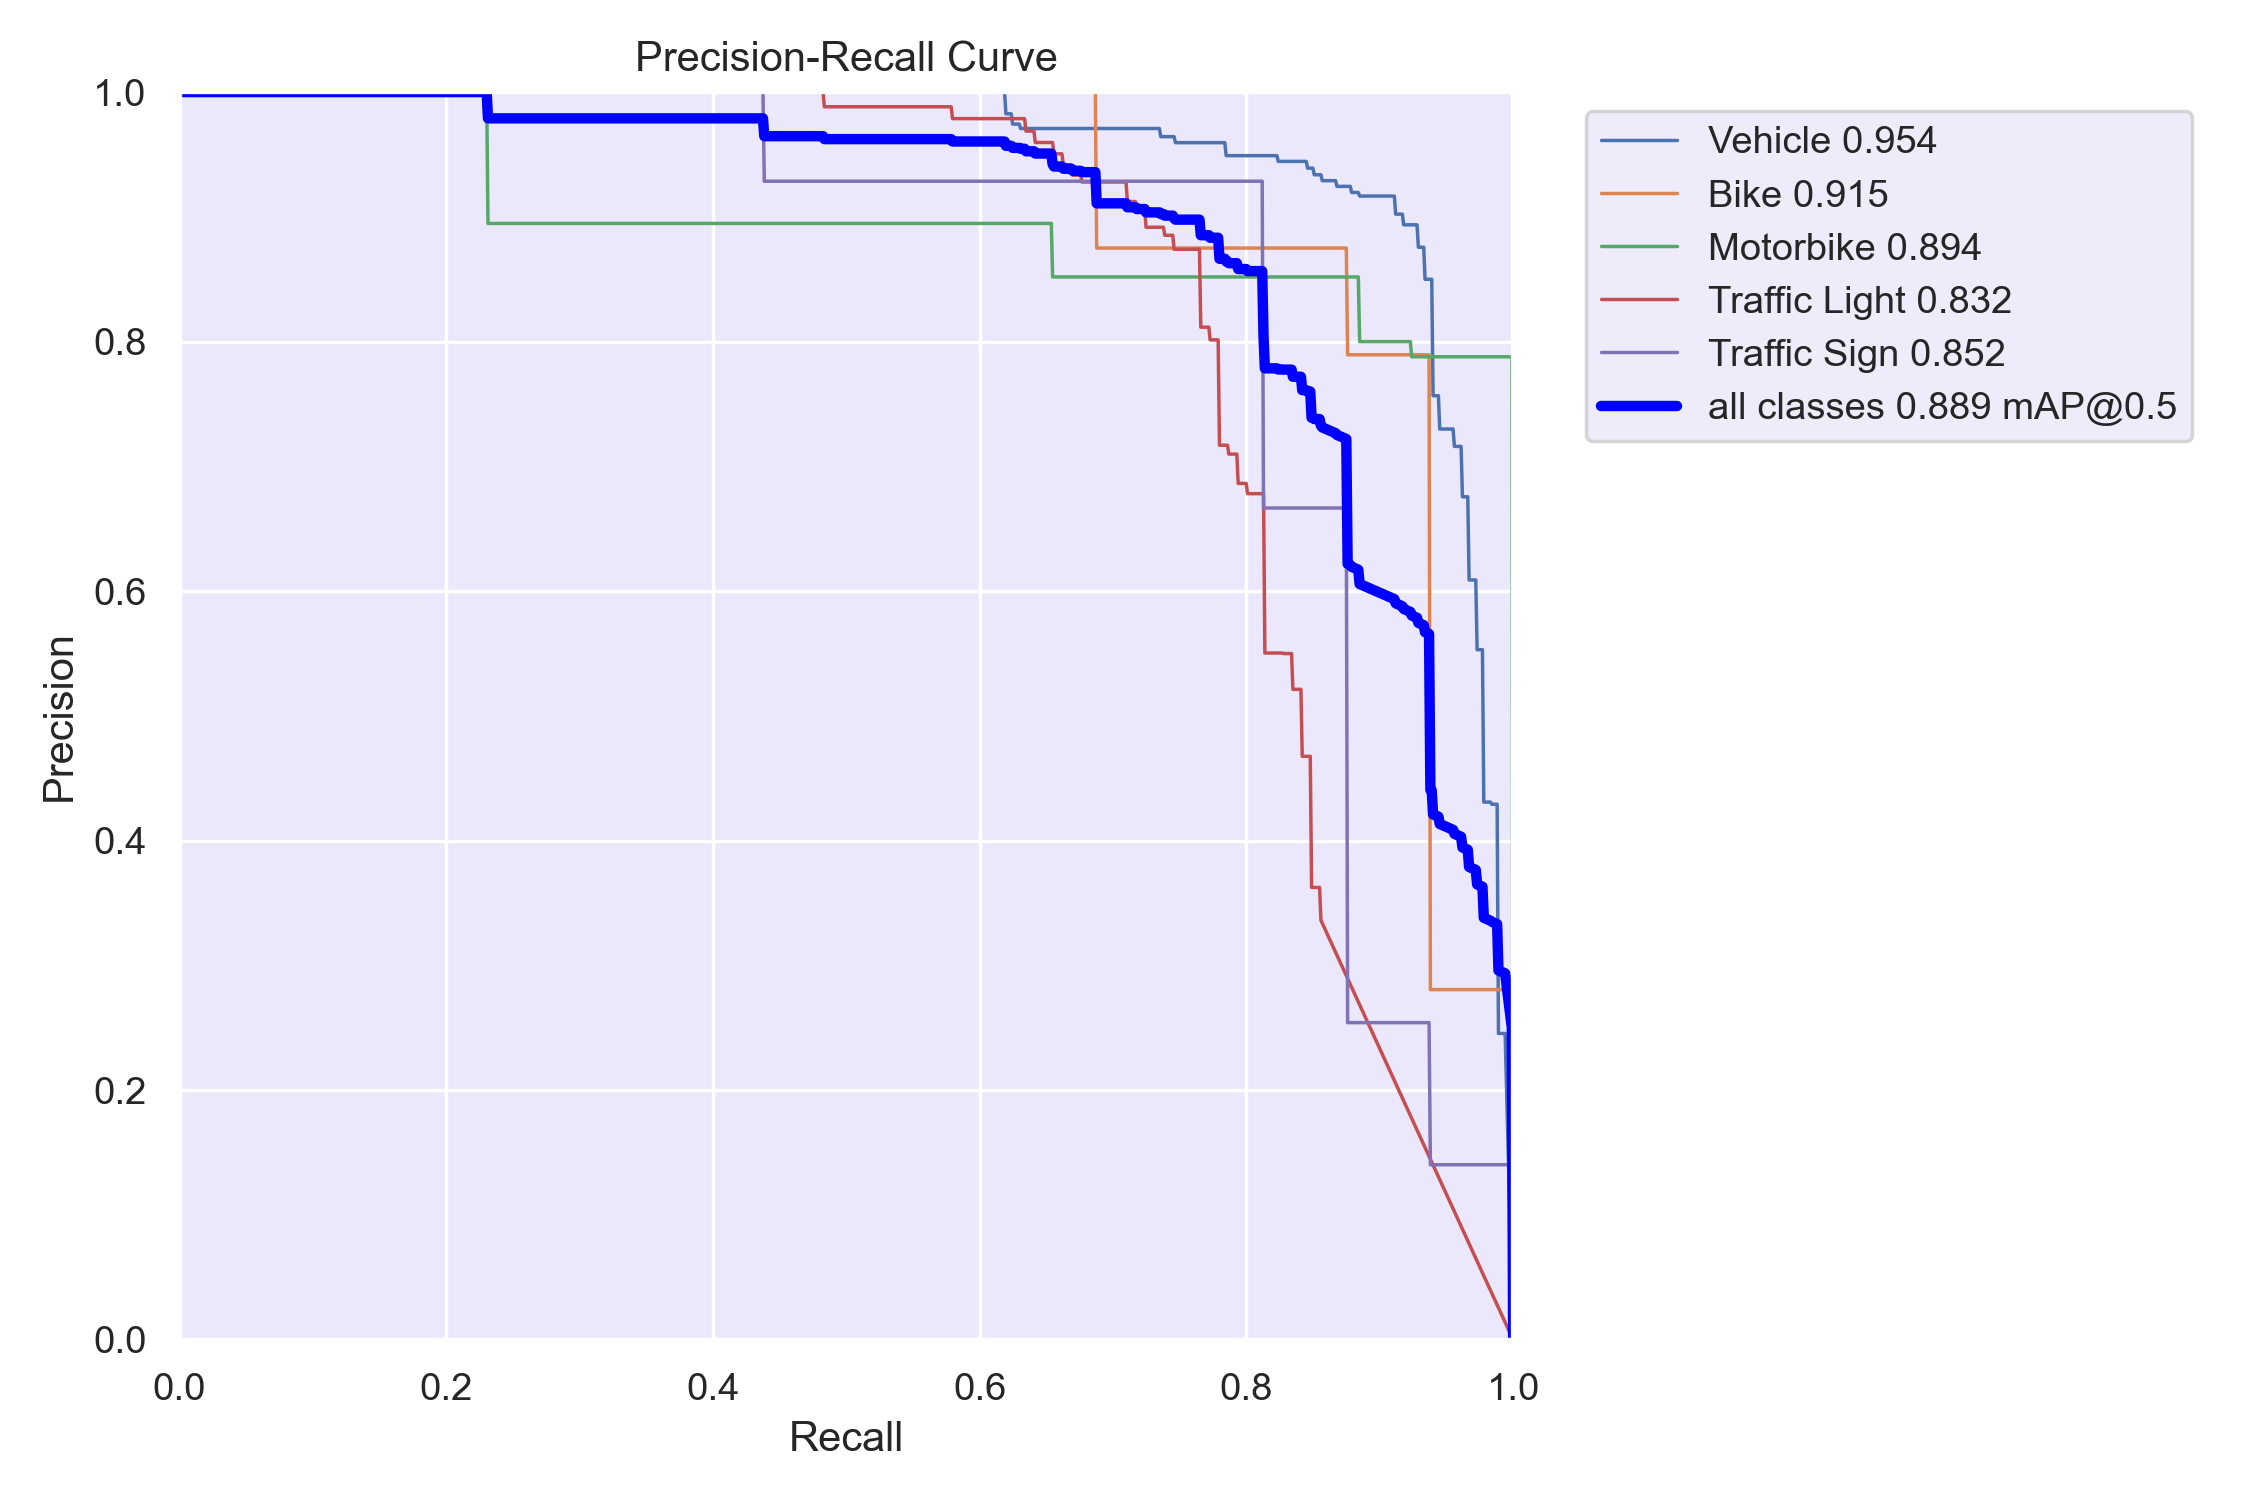 Precision-Recall Curve
1.0
0.8
0.6
0.4
0.2
0.0
Precision
0.0 0.2 0.4 0.6 0.8 1.0
Recall
Vehicle 0.954
Bike 0.915
Motorbike 0.894
Traffic Light 0.832
Traffic Sign 0.852
all classes 0.889 mAP@0.5